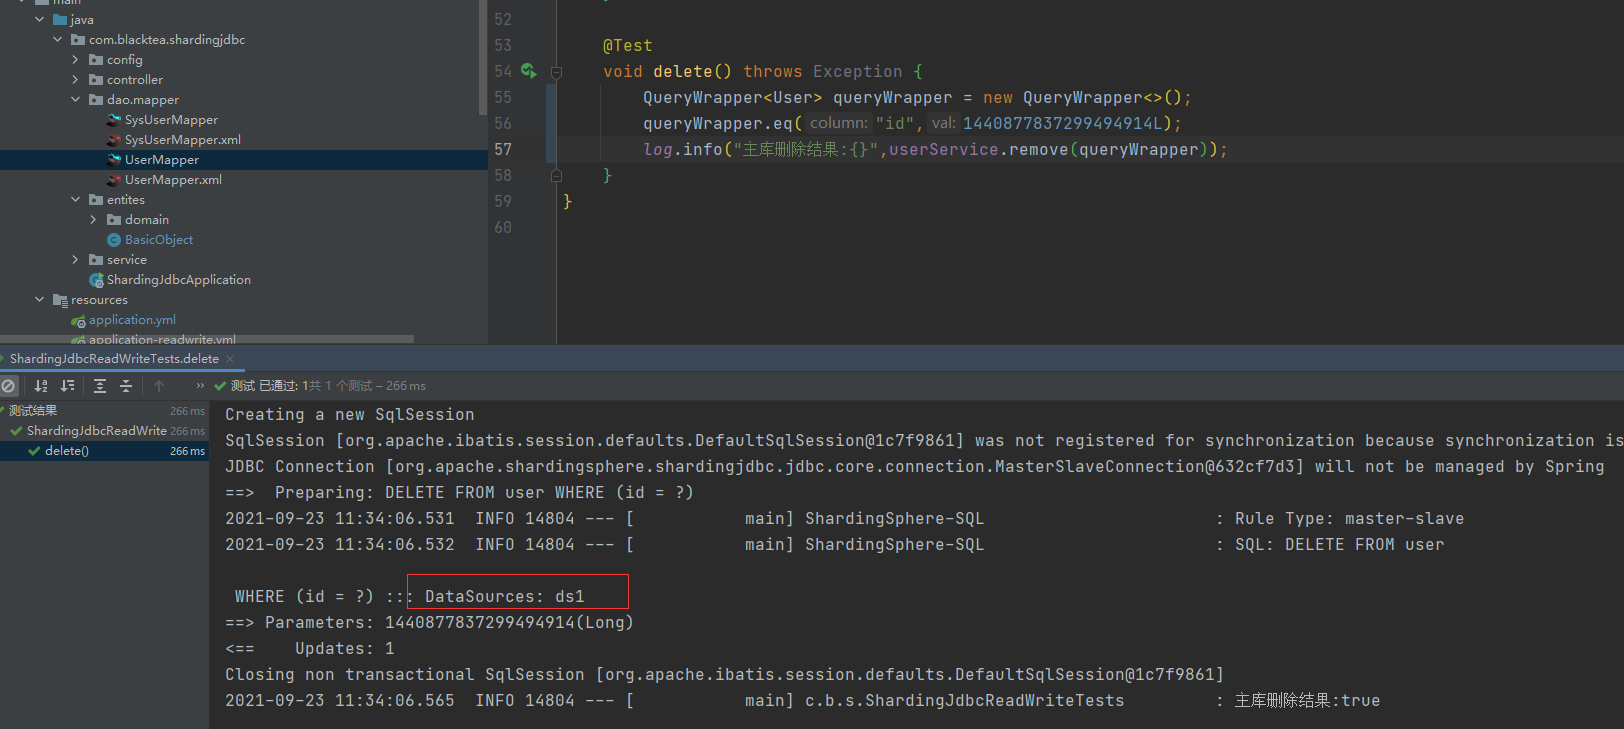 main
java
com.blacktea.shardingjdbc
config
controller
dao.mapper
SysUserMapper
SysUserMapper.xml
UserMapper
UserMapper.xml
entites
domain
BasicObject
service
ShardingJdbcApplication
resources
application.yml
application-readwrite.yml
52
53 @Test
54 void delete() throws Exception {
55 QueryWrapper<User> queryWrapper = new QueryWrapper<>();
56 queryWrapper.eq( column: "id", val: 1440877837299494914L);
57 log.info("主库删除结果:{}",userService.remove(queryWrapper));
58 }
59 }
60
ShardingJdbcReadWriteTests.delete ×
» 测试 已通过: 1共 1 个测试 – 266 ms
测试结果 266 ms
ShardingJdbcReadWrite 266 ms
delete() 266 ms
Creating a new SqlSession
SqlSession [org.apache.ibatis.session.defaults.DefaultSqlSession@1c7f9861] was not registered for synchronization because synchronization is
JDBC Connection [org.apache.shardingsphere.shardingjdbc.jdbc.core.connection.MasterSlaveConnection@632cf7d3] will not be managed by Spring
==>  Preparing: DELETE FROM user WHERE (id = ?)
2021-09-23 11:34:06.531  INFO 14804 --- [           main] ShardingSphere-SQL                       : Rule Type: master-slave
2021-09-23 11:34:06.532  INFO 14804 --- [           main] ShardingSphere-SQL                       : SQL: DELETE FROM user
WHERE (id = ?) ::: DataSources: ds1
==> Parameters: 1440877837299494914(Long)
<==    Updates: 1
Closing non transactional SqlSession [org.apache.ibatis.session.defaults.DefaultSqlSession@1c7f9861]
2021-09-23 11:34:06.565  INFO 14804 --- [           main] c.b.s.ShardingJdbcReadWriteTests         : 主库删除结果:true